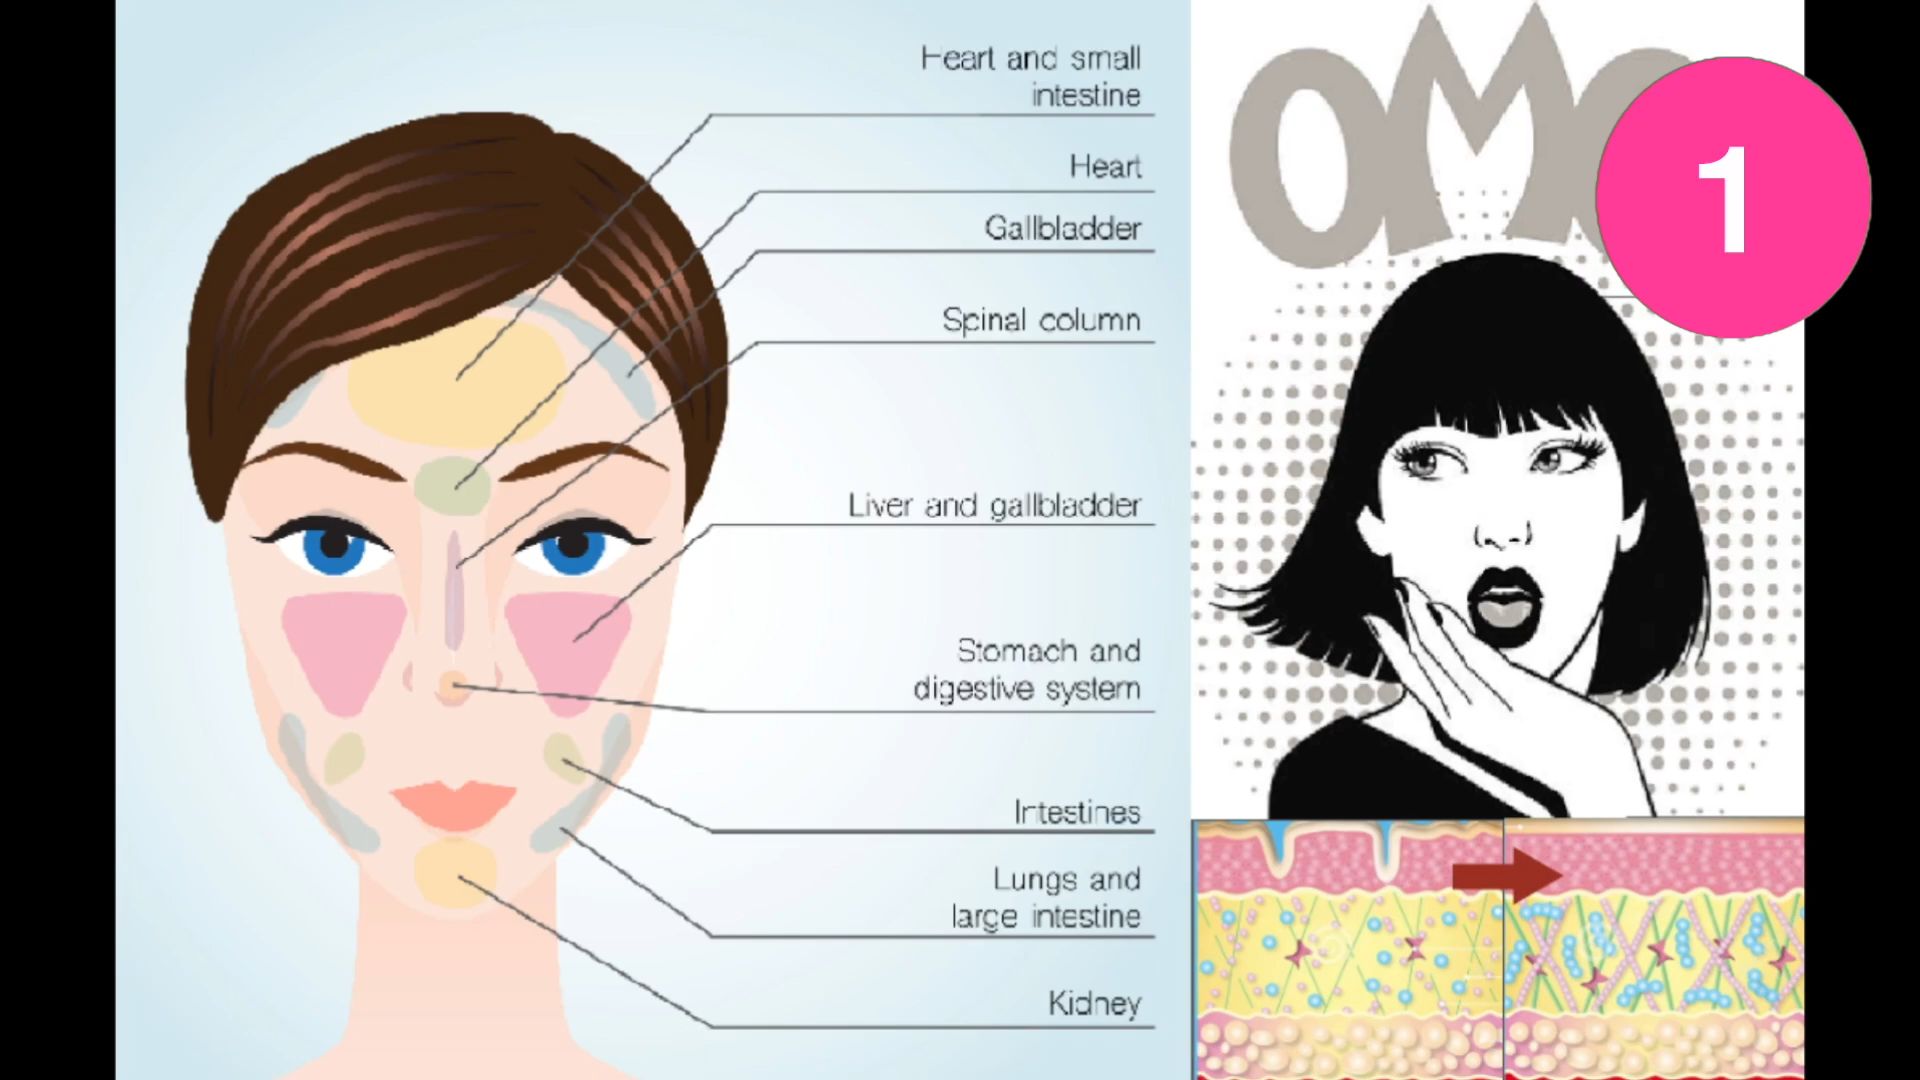 Heart and small
intestine
Heart
Gallbladder
Spinal column
Liver and gallbladder
Stomach and
digestive system
Intestines
Lungs and
large intestine
Kidney
OM
1